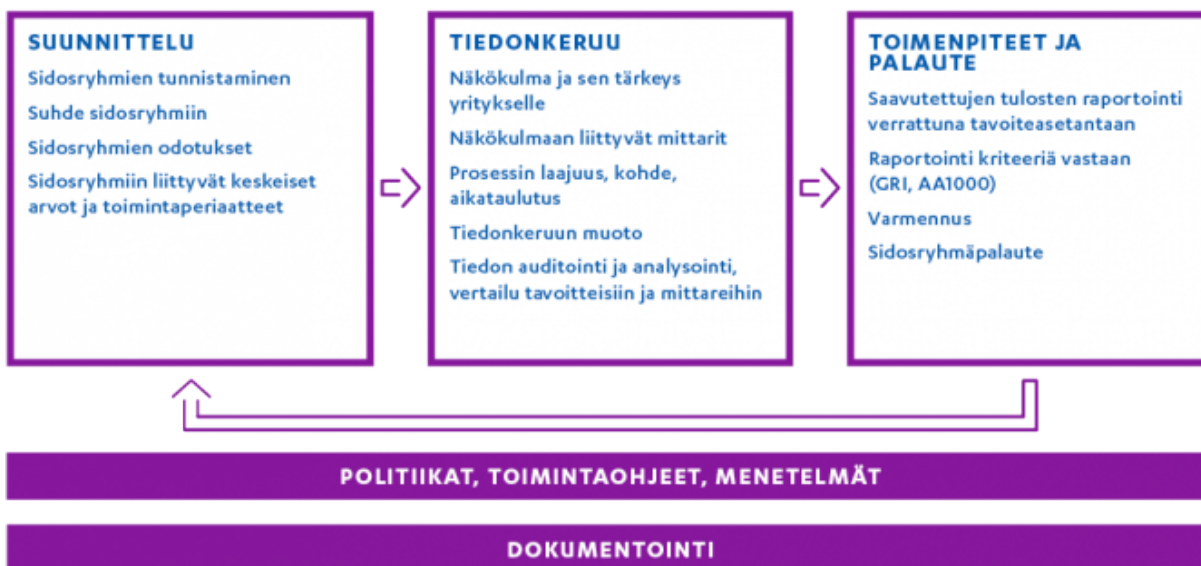 SUUNNITTELU
Sidosryhmien tunnistaminen
Suhde sidosryhmiin
Sidosryhmien odotukset
Sidosryhmiin liittyvät keskeiset
arvot ja toimintaperiaatteet
TIEDONKERUU
Näkökulma ja sen tärkeys
yritykselle
Näkökulmaan liittyvät mittarit
Prosessin laajuus, kohde,
aikataulutus
Tiedonkeruun muoto
Tiedon auditointi ja analysointi,
vertailu tavoitteisiin ja mittareihin
TOIMENPITEET JA
PALAUTE
Saavutettujen tulosten raportointi
verrattuna tavoiteasetantaan
Raportointi kriteeriä vastaan
(GRI, AA1000)
Varmennus
Sidosryhmäpalaute
POLITIIKAT, TOIMINTAOHJEET, MENETELMÄT
DOKUMENTOINTI